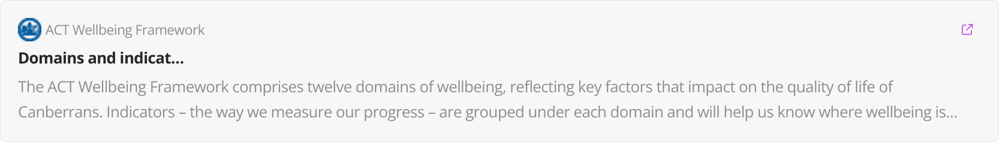 ACT Wellbeing Framework
Domains and indicat...
The ACT Wellbeing Framework comprises twelve domains of wellbeing, reflecting key factors that impact on the quality of life of
Canberrans. Indicators – the way we measure our progress – are grouped under each domain and will help us know where wellbeing is...